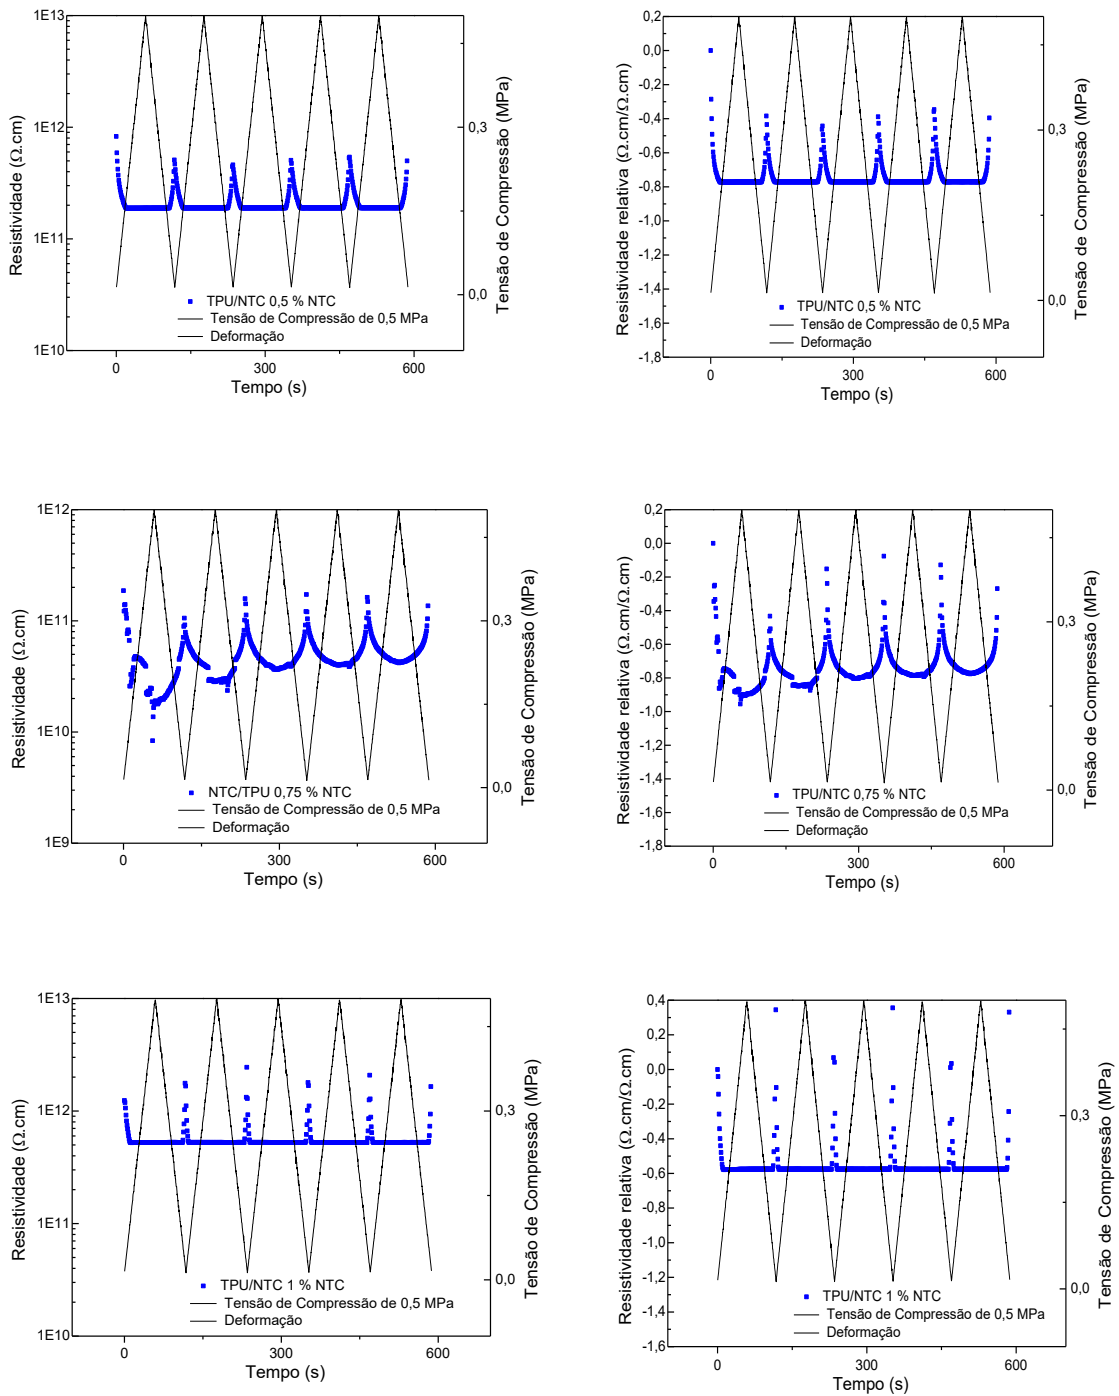 1E13
1E12
1E11
1E10
Resistividade (Ω.cm)
0,3
0,0
Tensão de Compressão (MPa)
TPU/NTC 0,5 % NTC
Tensão de Compressão de 0,5 MPa
Deformação
0 300 600
Tempo (s)
0,2
0,0
-0,2
-0,4
-0,6
-0,8
-1,0
-1,2
-1,4
-1,6
-1,8
Resistividade relativa (Ω.cm/Ω.cm)
0,3
0,0
Tensão de Compressão (MPa)
TPU/NTC 0,5 % NTC
Tensão de Compressão de 0,5 MPa
Deformação
0 300 600
Tempo (s)
1E12
1E11
1E10
1E9
Resistividade (Ω.cm)
0,3
0,0
Tensão de Compressão (MPa)
NTC/TPU 0,75 % NTC
Tensão de Compressão de 0,5 MPa
Deformação
0 300 600
Tempo (s)
0,2
0,0
-0,2
-0,4
-0,6
-0,8
-1,0
-1,2
-1,4
-1,6
-1,8
Resistividade relativa (Ω.cm/Ω.cm)
0,3
0,0
Tensão de Compressão (MPa)
TPU/NTC 0,75 % NTC
Tensão de Compressão de 0,5 MPa
Deformação
0 300 600
Tempo (s)
1E13
1E12
1E11
1E10
Resistividade (Ω.cm)
0,3
0,0
Tensão de Compressão (MPa)
TPU/NTC 1 % NTC
Tensão de Compressão de 0,5 MPa
Deformação
0 300 600
Tempo (s)
0,4
0,2
0,0
-0,2
-0,4
-0,6
-0,8
-1,0
-1,2
-1,4
-1,6
Resistividade relativa (Ω.cm/Ω.cm)
0,3
0,0
Tensão de Compressão (MPa)
TPU/NTC 1 % NTC
Tensão de Compressão de 0,5 MPa
Deformação
0 300 600
Tempo (s)